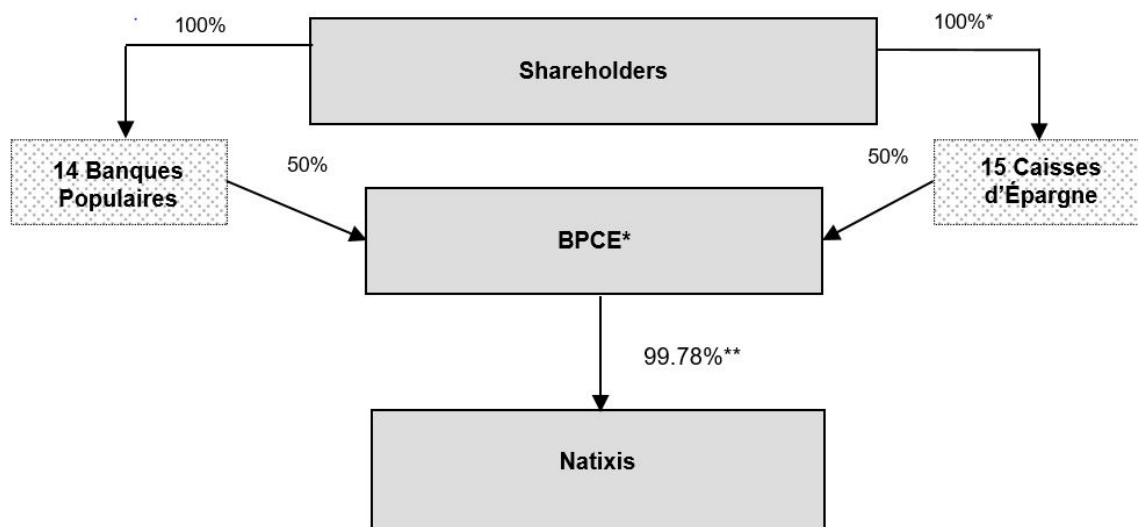 100%
100%*
Shareholders
14 Banques
Populaires
50%
50%
15 Caisses
d'Épargne
BPCE*
99.78%**
Natixis